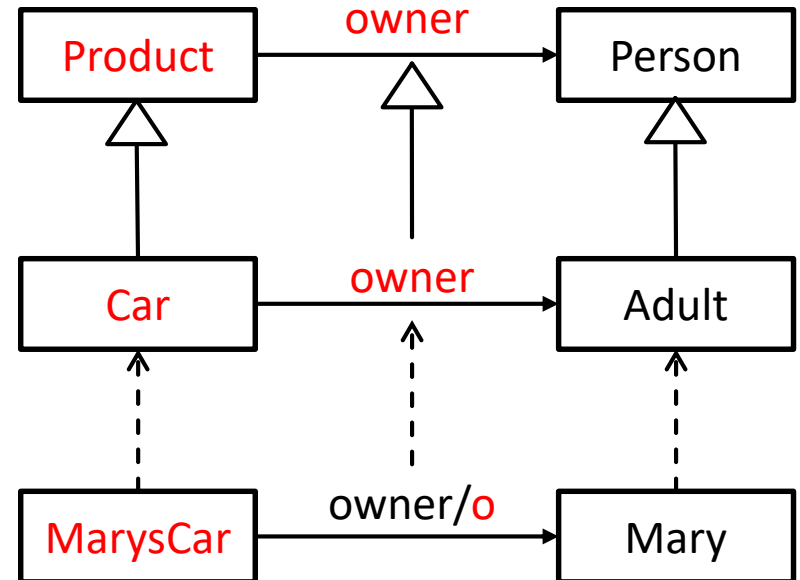 owner
Product
Person
owner
Car
Adult
owner/o
MarysCar
Mary